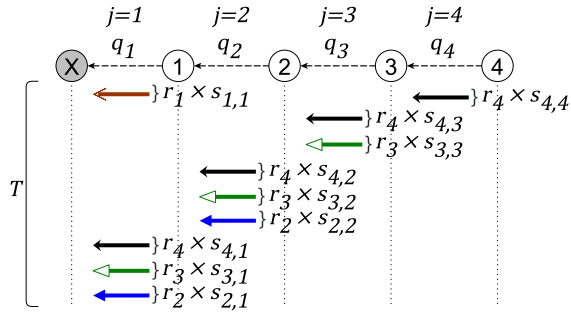 j=1 j=2 j=3 j=4
q₁ q₂ q₃ q₄
X 1 2 3 4
}r₁ × s₁,₁ }r₄ × s₄,₄
}r₄ × s₄,₃
}r₃ × s₃,₃
}r₄ × s₄,₂
T }r₃ × s₃,₂
}r₂ × s₂,₂
}r₄ × s₄,₁
}r₃ × s₃,₁
}r₂ × s₂,₁